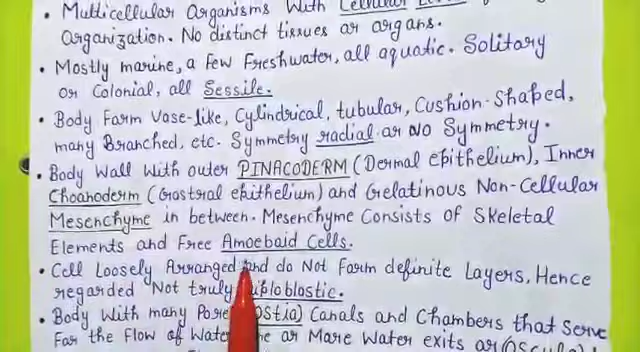 • Multicellular Organisms With Cellular
Organization. No distinct tissues or organs.
• Mostly marine, a few Freshwater, all aquatic. Solitary
or Colonial, all Sessile.
• Body Form Vase-like, Cylindrical, tubular, Cushion-Shaped,
many Branched, etc. Symmetry radial or No Symmetry.
• Body Wall With outer PINACODERM (Dermal epithelium), Inner
Choanoderm (Gastral epithelium) and Gelatinous Non-Cellular
Mesenchyme in between. Mesenchyme Consists of Skeletal
Elements and Free Amoeboid Cells.
• Cell Loosely Arranged and do Not Form definite Layers, Hence
regarded Not truly
• Body With many Canals and Chambers that Serve
For the Flow of or More Water exits or